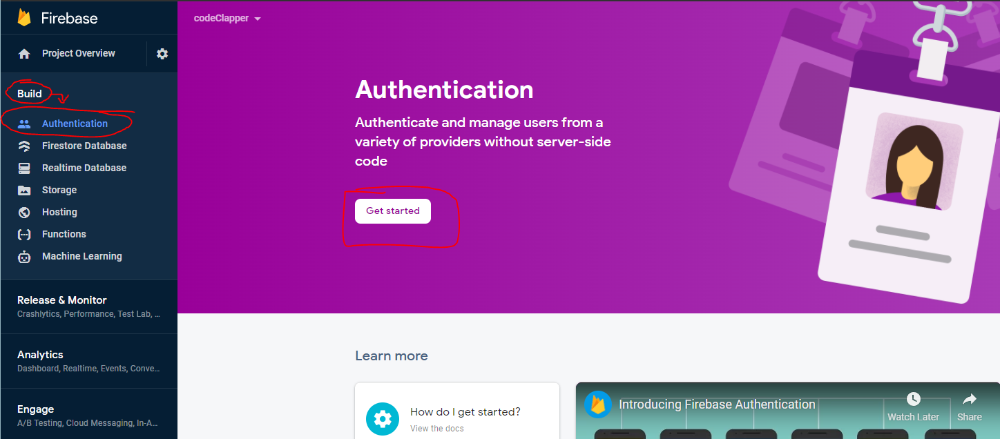 Firebase
Project Overview
Build
Authentication
Firestore Database
Realtime Database
Storage
Hosting
Functions
Machine Learning
Release & Monitor
Crashlytics, Performance, Test Lab, ...
Analytics
Dashboard, Realtime, Events, Conve...
Engage
A/B Testing, Cloud Messaging, In-A...
codeClapper
Authentication
Authenticate and manage users from a
variety of providers without server-side
code
Get started
Learn more
How do I get started?
View the docs
Introducing Firebase Authentication
Watch Later
Share